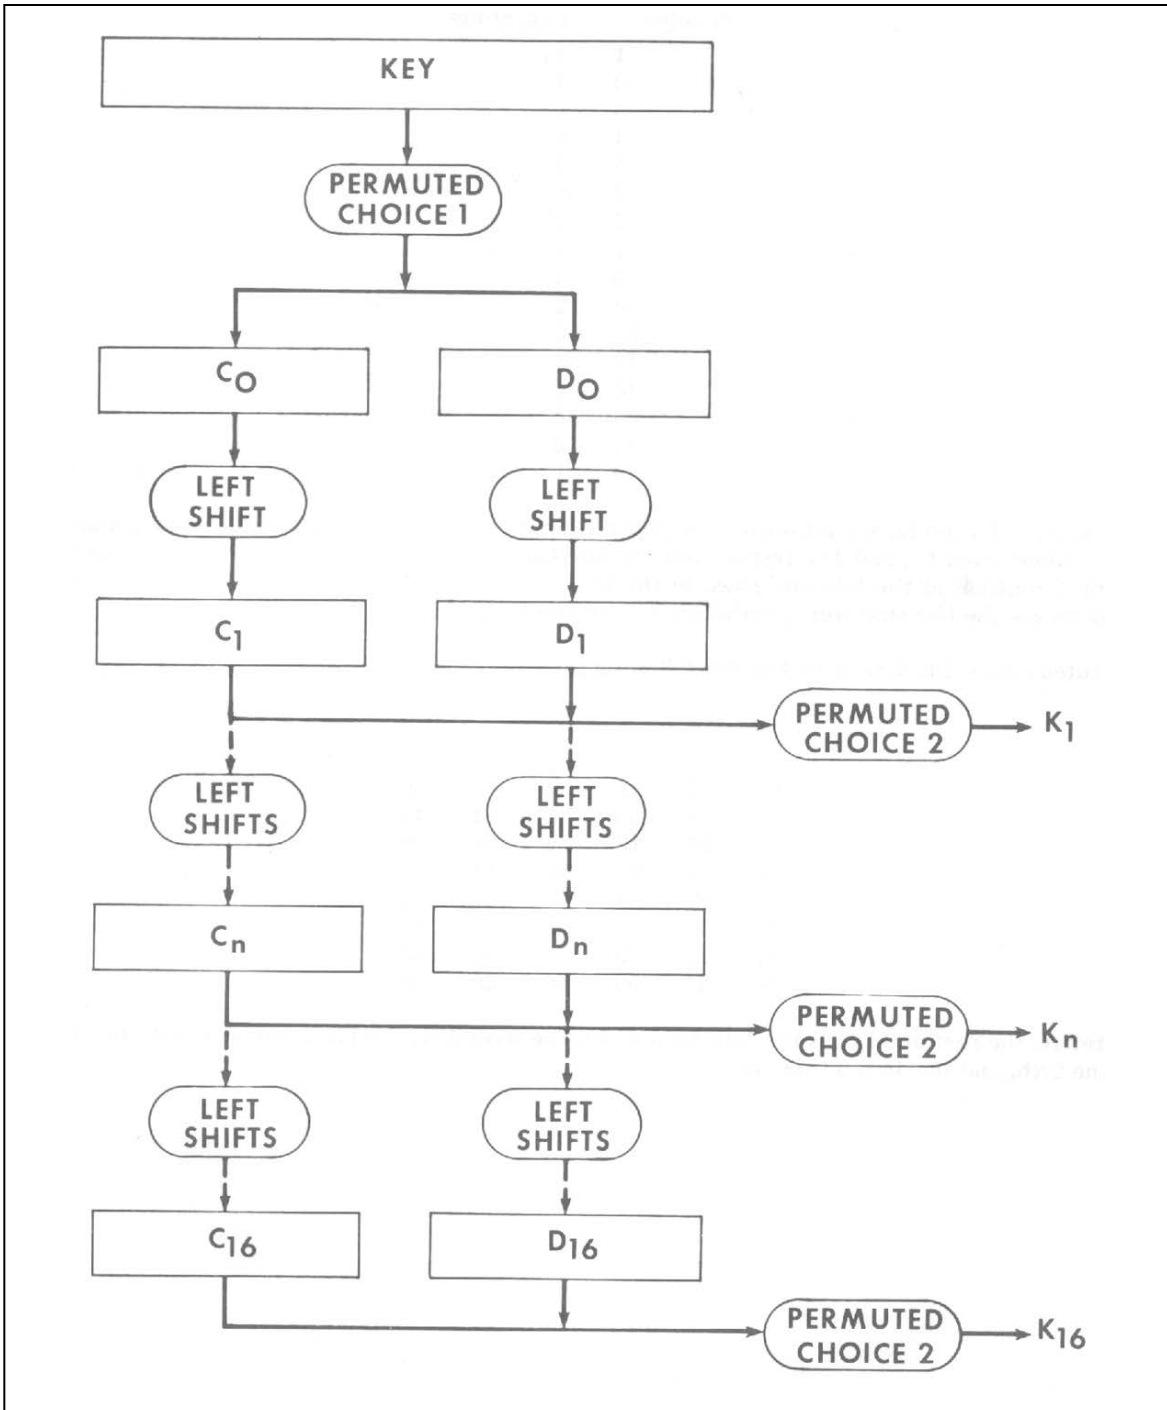 KEY
PERMUTED
CHOICE 1
C0 D0
LEFT LEFT
SHIFT SHIFT
C1 D1
PERMUTED
CHOICE 2
K1
LEFT LEFT
SHIFTS SHIFTS
Cn Dn
PERMUTED
CHOICE 2
Kn
LEFT LEFT
SHIFTS SHIFTS
C16 D16
PERMUTED
CHOICE 2
K16